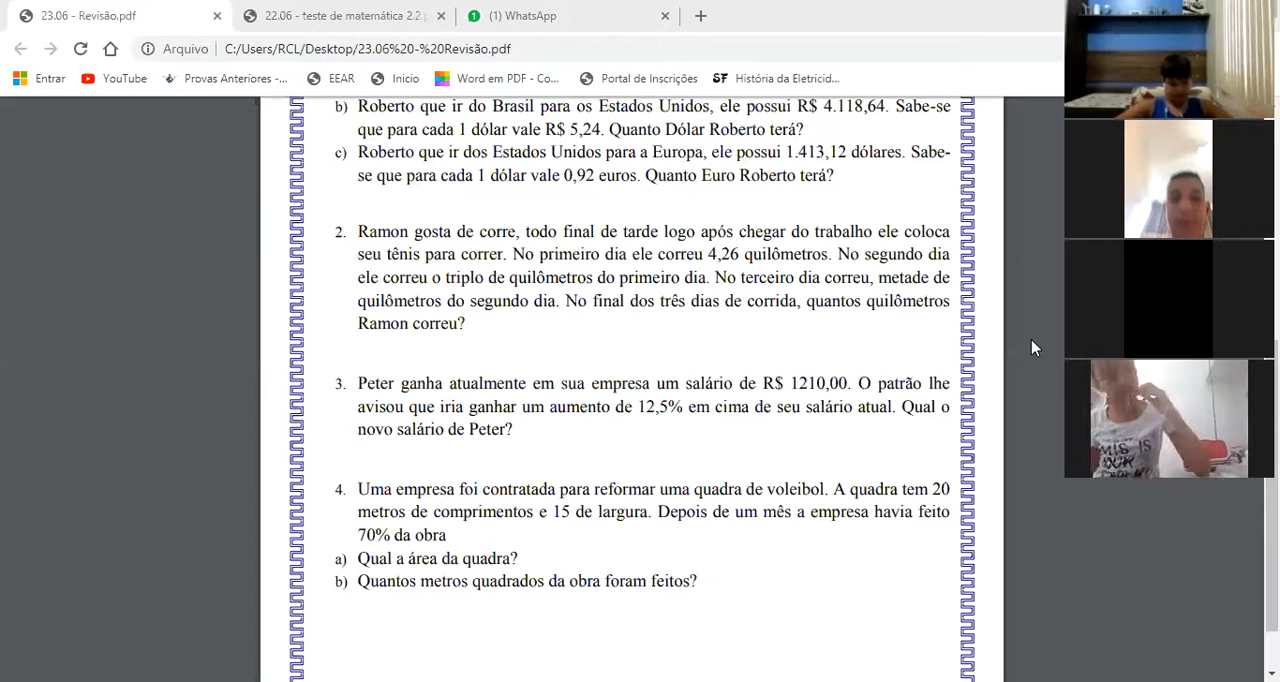 23.06 - Revisão.pdf
22.06 - teste de matemática 2.2
(1) WhatsApp
Arquivo
C:/Users/RCL/Desktop/23.06%20-%20Revisão.pdf
Entrar
YouTube
Provas Anteriores -...
EEAR
Inicio
Word em PDF - Co...
Portal de Inscrições
SF História da Eletricid...
b) Roberto que ir do Brasil para os Estados Unidos, ele possui R$ 4.118,64. Sabe-se
que para cada 1 dólar vale R$ 5,24. Quanto Dólar Roberto terá?
c) Roberto que ir dos Estados Unidos para a Europa, ele possui 1.413,12 dólares. Sabe-
se que para cada 1 dólar vale 0,92 euros. Quanto Euro Roberto terá?
2. Ramon gosta de corre, todo final de tarde logo após chegar do trabalho ele coloca
seu tênis para correr. No primeiro dia ele correu 4,26 quilômetros. No segundo dia
ele correu o triplo de quilômetros do primeiro dia. No terceiro dia correu, metade de
quilômetros do segundo dia. No final dos três dias de corrida, quantos quilômetros
Ramon correu?
3. Peter ganha atualmente em sua empresa um salário de R$ 1210,00. O patrão lhe
avisou que iria ganhar um aumento de 12,5% em cima de seu salário atual. Qual o
novo salário de Peter?
4. Uma empresa foi contratada para reformar uma quadra de voleibol. A quadra tem 20
metros de comprimentos e 15 de largura. Depois de um mês a empresa havia feito
70% da obra
a) Qual a área da quadra?
b) Quantos metros quadrados da obra foram feitos?